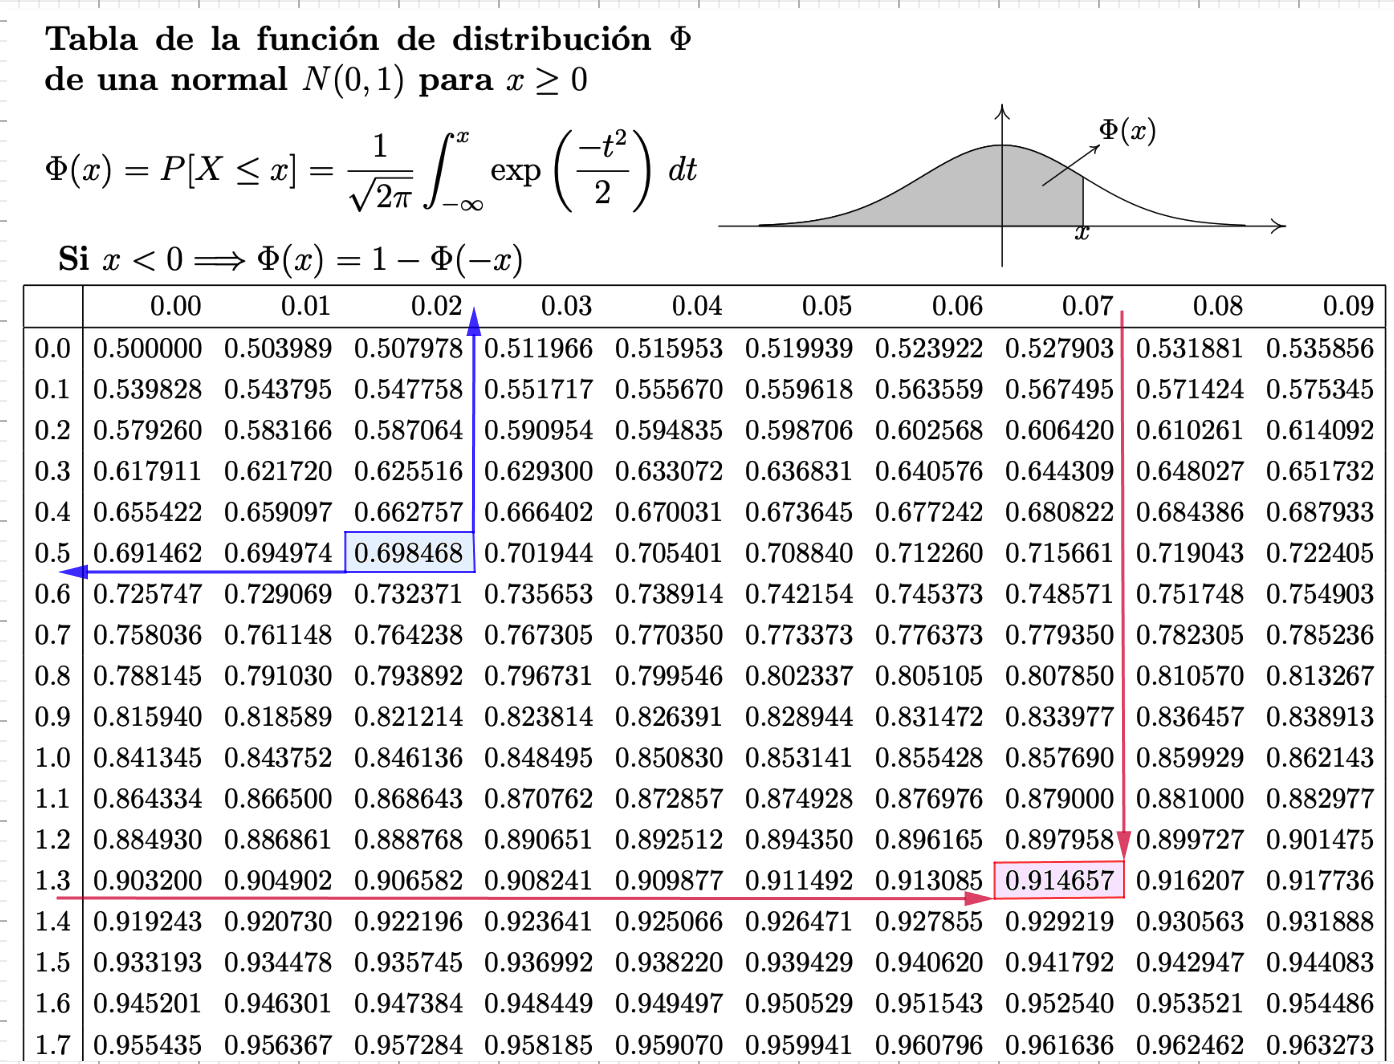 Tabla de la función de distribución Φ
de una normal N(0, 1) para x ≥ 0
Φ(x) = P[X ≤ x] = 1/√2π ∫_{−∞}^{x} exp(−t²/2) dt
Φ(x)
x
Si x < 0 ⟹ Φ(x) = 1 − Φ(−x)
0.00 0.01 0.02 0.03 0.04 0.05 0.06 0.07 0.08 0.09
0.0 0.500000 0.503989 0.507978 0.511966 0.515953 0.519939 0.523922 0.527903 0.531881 0.535856
0.1 0.539828 0.543795 0.547758 0.551717 0.555670 0.559618 0.563559 0.567495 0.571424 0.575345
0.2 0.579260 0.583166 0.587064 0.590954 0.594835 0.598706 0.602568 0.606420 0.610261 0.614092
0.3 0.617911 0.621720 0.625516 0.629300 0.633072 0.636831 0.640576 0.644309 0.648027 0.651732
0.4 0.655422 0.659097 0.662757 0.666402 0.670031 0.673645 0.677242 0.680822 0.684386 0.687933
0.5 0.691462 0.694974 0.698468 0.701944 0.705401 0.708840 0.712260 0.715661 0.719043 0.722405
0.6 0.725747 0.729069 0.732371 0.735653 0.738914 0.742154 0.745373 0.748571 0.751748 0.754903
0.7 0.758036 0.761148 0.764238 0.767305 0.770350 0.773373 0.776373 0.779350 0.782305 0.785236
0.8 0.788145 0.791030 0.793892 0.796731 0.799546 0.802337 0.805105 0.807850 0.810570 0.813267
0.9 0.815940 0.818589 0.821214 0.823814 0.826391 0.828944 0.831472 0.833977 0.836457 0.838913
1.0 0.841345 0.843752 0.846136 0.848495 0.850830 0.853141 0.855428 0.857690 0.859929 0.862143
1.1 0.864334 0.866500 0.868643 0.870762 0.872857 0.874928 0.876976 0.879000 0.881000 0.882977
1.2 0.884930 0.886861 0.888768 0.890651 0.892512 0.894350 0.896165 0.897958 0.899727 0.901475
1.3 0.903200 0.904902 0.906582 0.908241 0.909877 0.911492 0.913085 0.914657 0.916207 0.917736
1.4 0.919243 0.920730 0.922196 0.923641 0.925066 0.926471 0.927855 0.929219 0.930563 0.931888
1.5 0.933193 0.934478 0.935745 0.936992 0.938220 0.939429 0.940620 0.941792 0.942947 0.944083
1.6 0.945201 0.946301 0.947384 0.948449 0.949497 0.950529 0.951543 0.952540 0.953521 0.954486
1.7 0.955435 0.956367 0.957284 0.958185 0.959070 0.959941 0.960796 0.961636 0.962462 0.963273